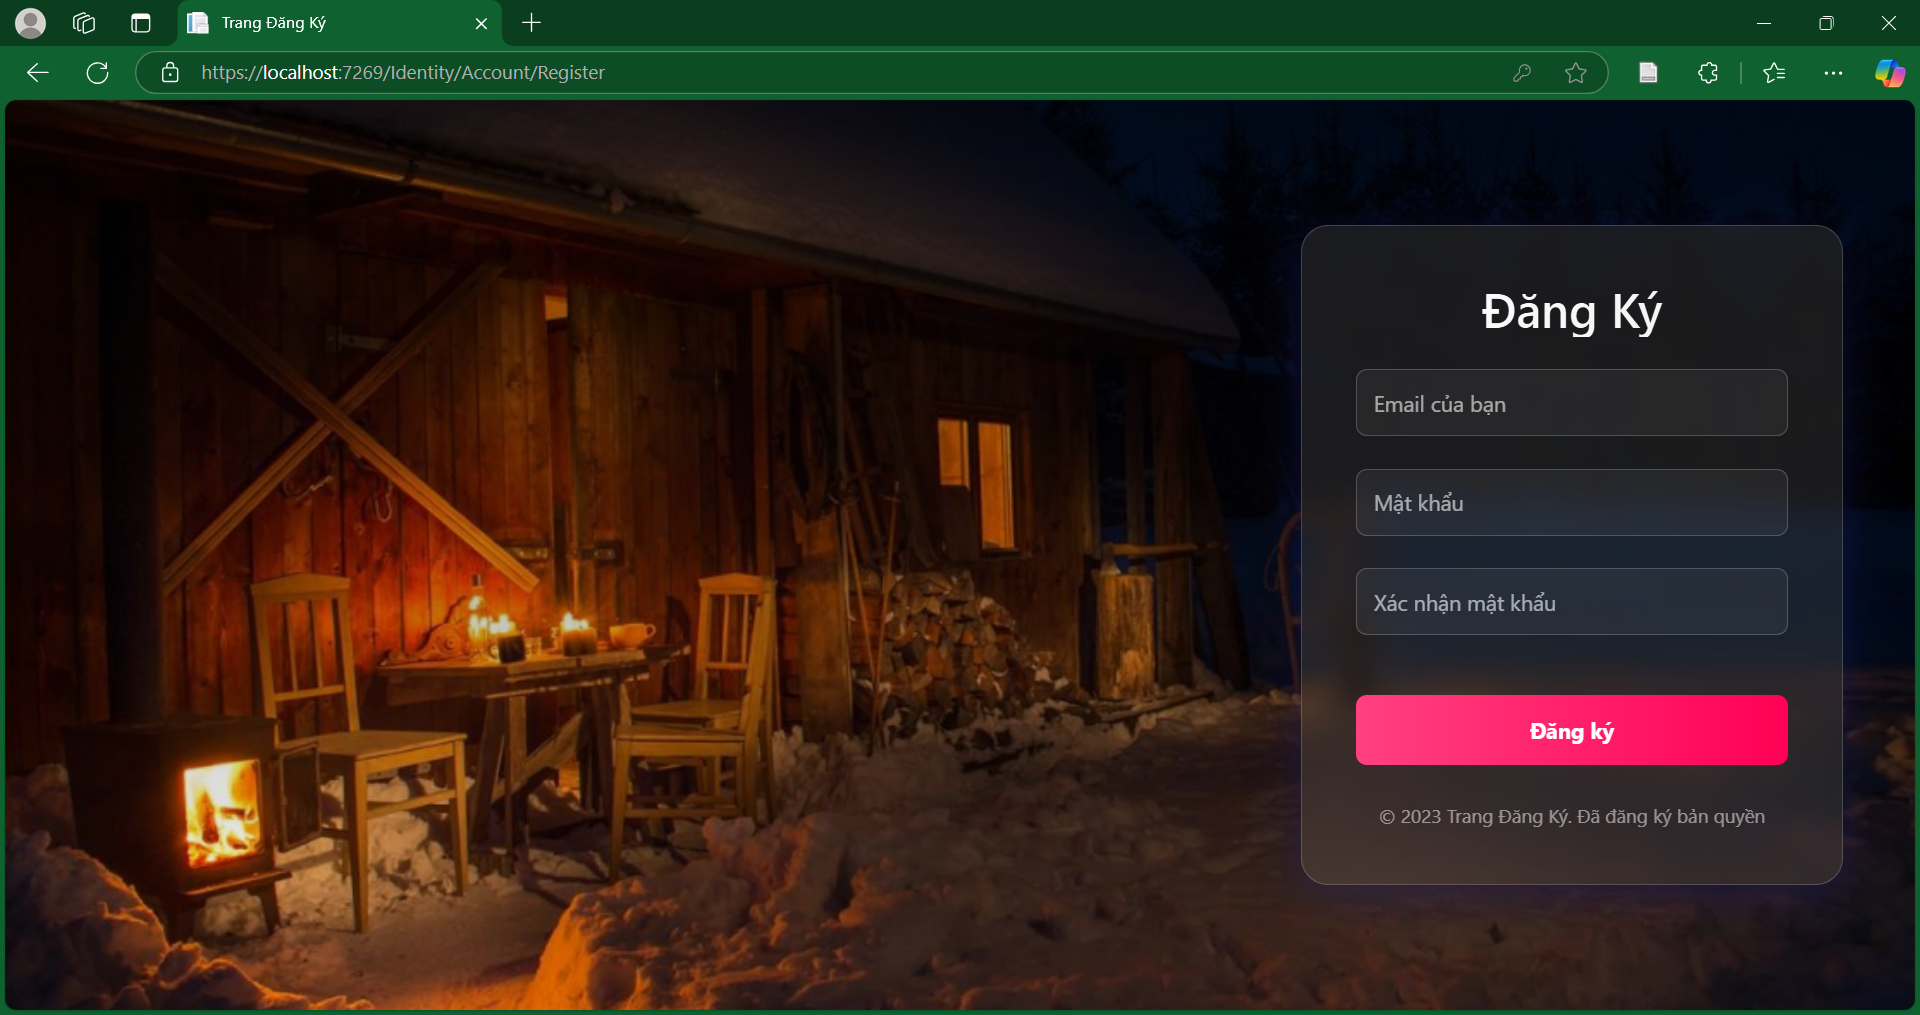 Trang Đăng Ký
https://localhost:7269/Identity/Account/Register
Đăng Ký
Email của bạn
Mật khẩu
Xác nhận mật khẩu
Đăng ký
© 2023 Trang Đăng Ký. Đã đăng ký bản quyền